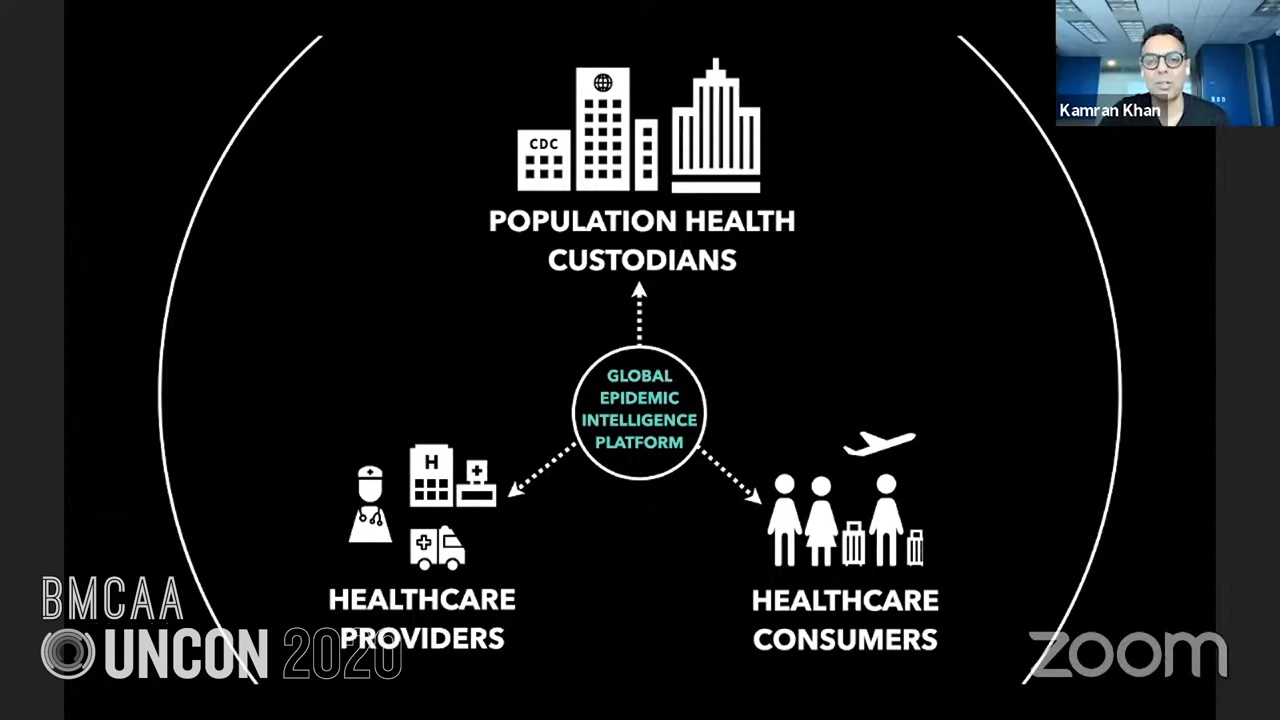 Kamran Khan
CDC
POPULATION HEALTH
CUSTODIANS
GLOBAL
EPIDEMIC
INTELLIGENCE
PLATFORM
H
HEALTHCARE
PROVIDERS
HEALTHCARE
CONSUMERS
BMCAA
UNCON 2020
zoom